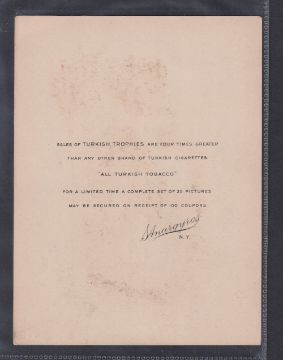 SALES OF TURKISH TROPHIES ARE FOUR TIMES GREATER
THAN ANY OTHER BRAND OF TURKISH CIGARETTES
"ALL TURKISH TOBACCO"
FOR A LIMITED TIME A COMPLETE SET OF 25 PICTURES
MAY BE SECURED ON RECEIPT OF 100 COUPONS
S. Anargyros
N.Y.